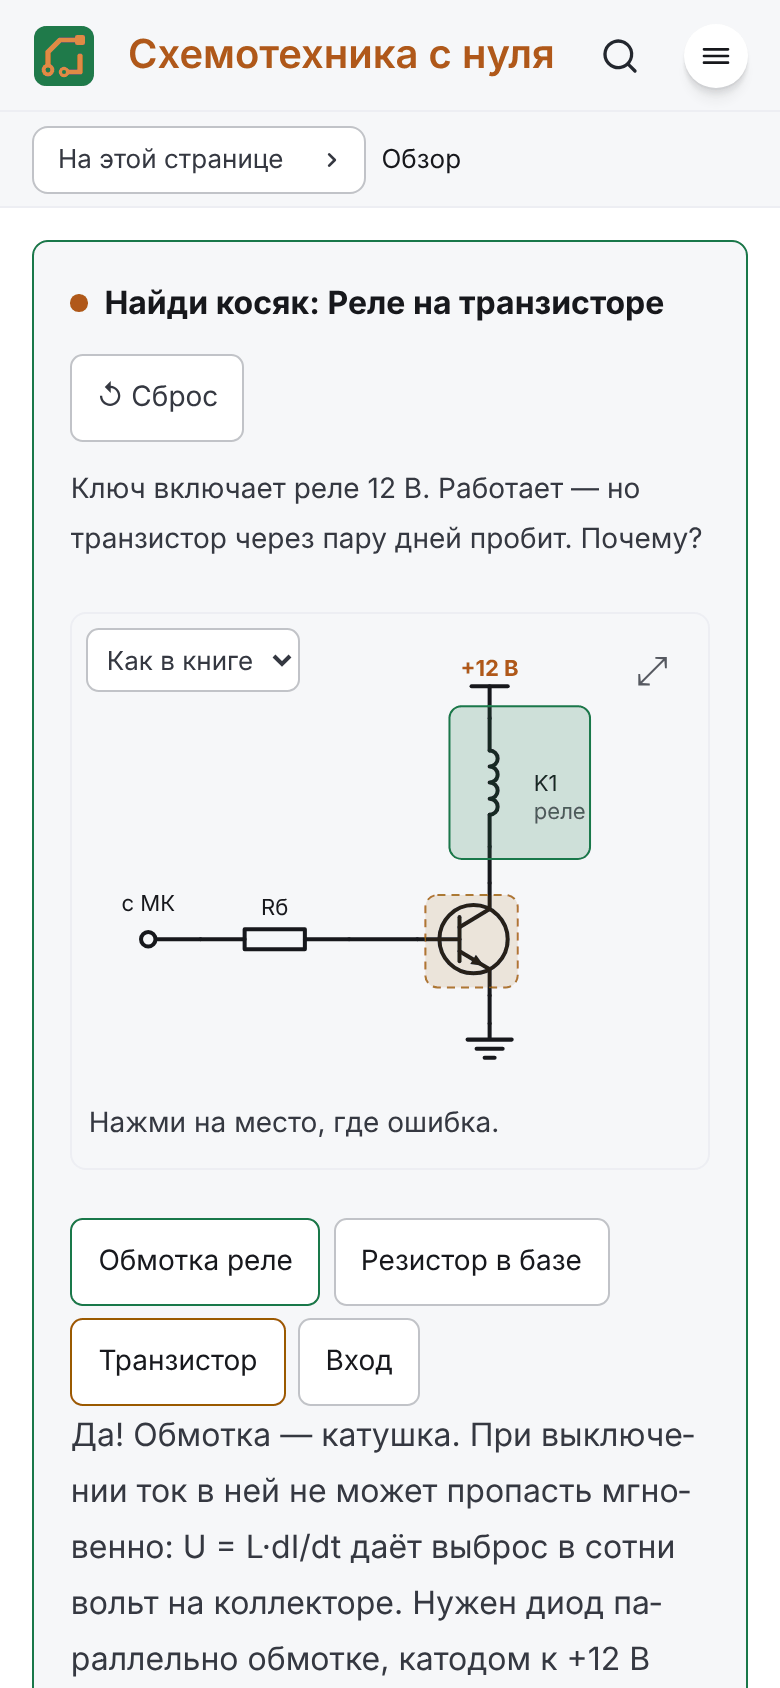 Схемотехника с нуля
На этой странице
Обзор
Найди косяк: Реле на транзисторе
Сброс
Ключ включает реле 12 В. Работает — но
транзистор через пару дней пробит. Почему?
Как в книге
+12 В
K1
реле
с МК
Rб
Нажми на место, где ошибка.
Обмотка реле
Резистор в базе
Транзистор
Вход
Да! Обмотка — катушка. При выключе-
нии ток в ней не может пропасть мгно-
венно: U = L·dI/dt даёт выброс в сотни
вольт на коллекторе. Нужен диод па-
раллельно обмотке, катодом к +12 В